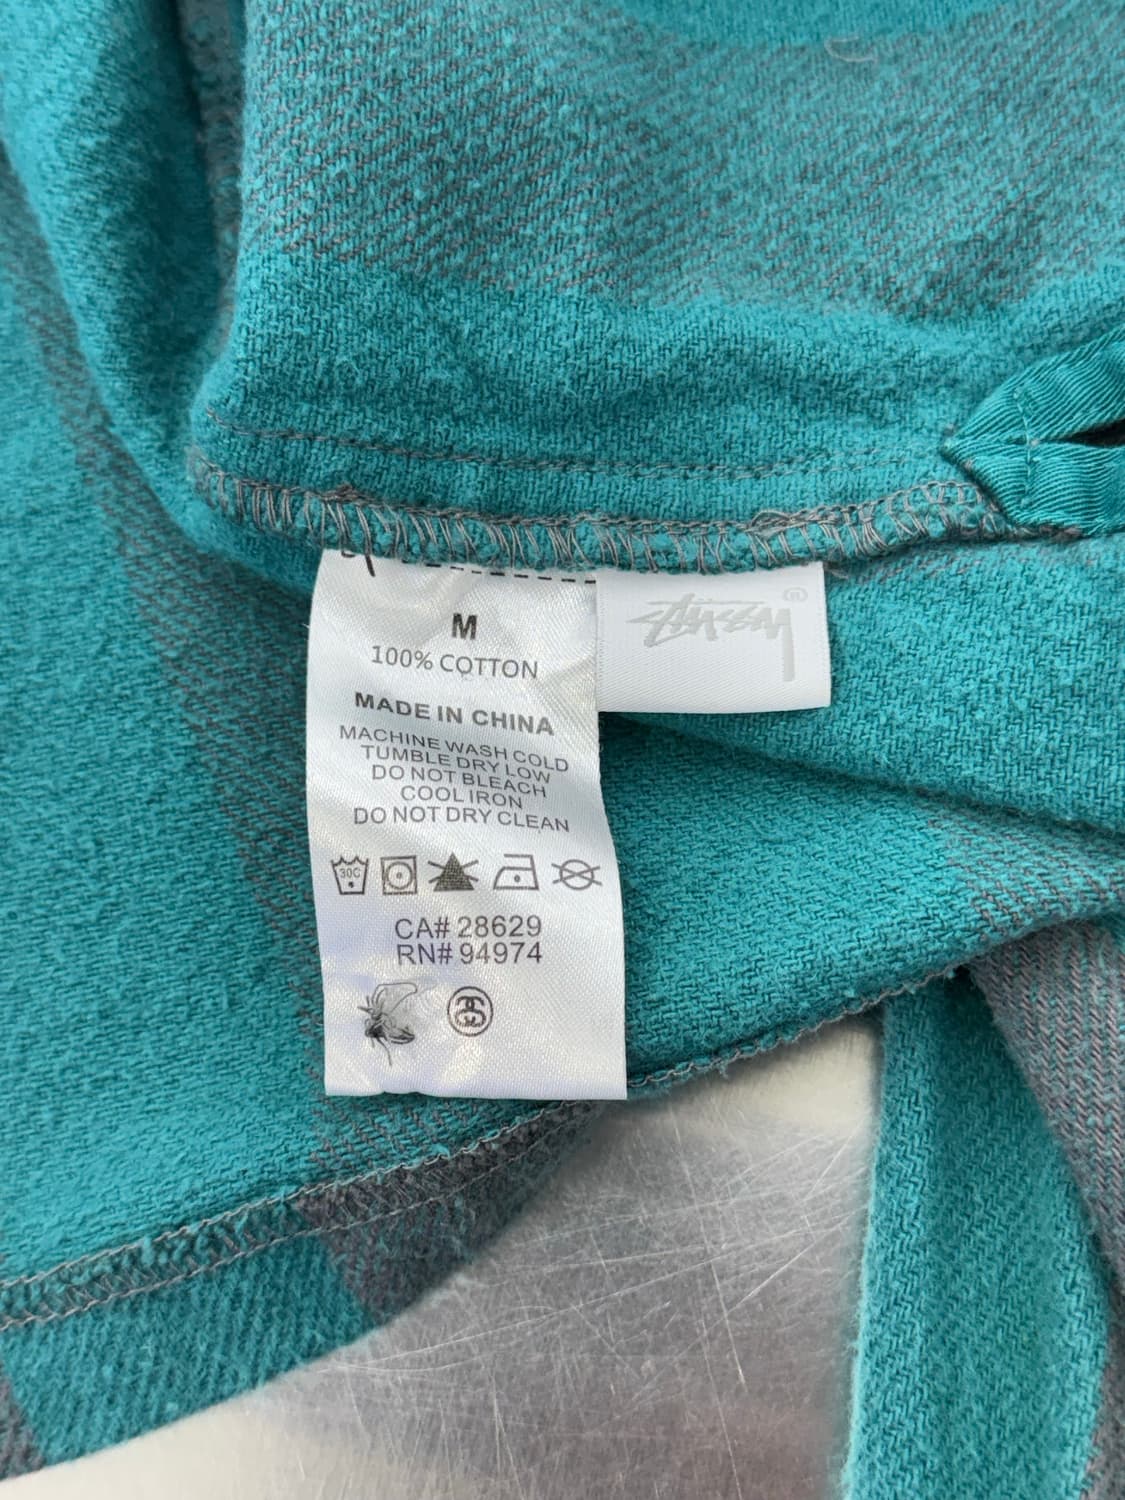 M
100% COTTON
MADE IN CHINA
MACHINE WASH COLD
TUMBLE DRY LOW
DO NOT BLEACH
COOL IRON
DO NOT DRY CLEAN
30C
CA# 28629
RN# 94974
STÜSSY®